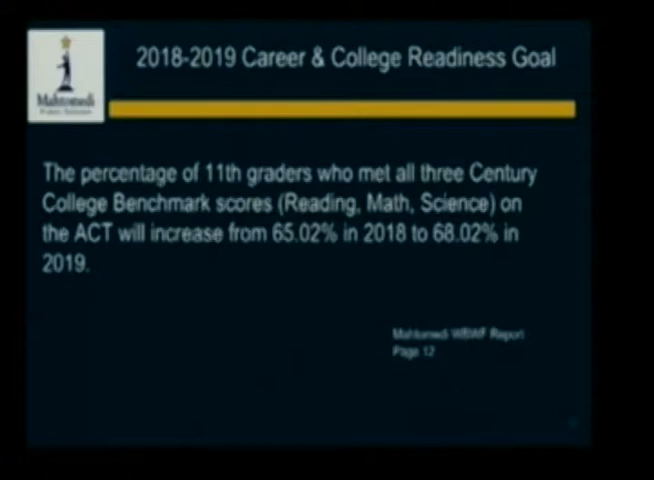 2018-2019 Career & College Readiness Goal
Mahtomedi
The percentage of 11th graders who met all three Century
College Benchmark scores (Reading, Math, Science) on
the ACT will increase from 65.02% in 2018 to 68.02% in
2019.
Mahtomedi WBWF Report
Page 12